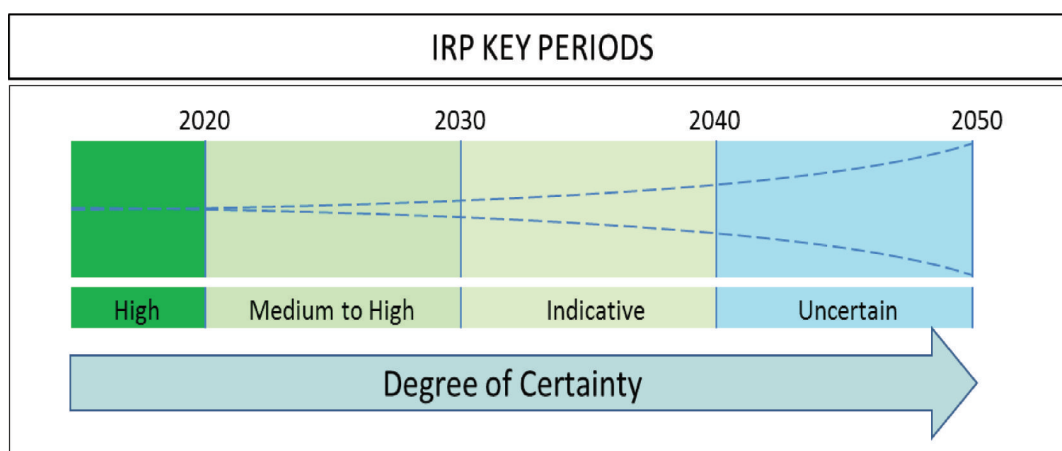 IRP KEY PERIODS
2020 2030 2040 2050
High Medium to High Indicative Uncertain
Degree of Certainty